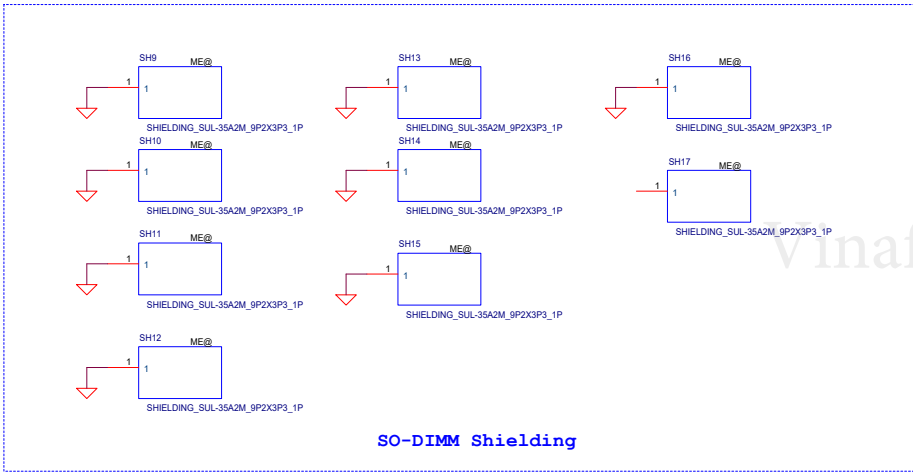 SH9
ME@
1
1
SHIELDING_SUL-35A2M_9P2X3P3_1P
SH10
ME@
1
1
SHIELDING_SUL-35A2M_9P2X3P3_1P
SH11
ME@
1
1
SHIELDING_SUL-35A2M_9P2X3P3_1P
SH12
ME@
1
1
SHIELDING_SUL-35A2M_9P2X3P3_1P
SH13
ME@
1
1
SHIELDING_SUL-35A2M_9P2X3P3_1P
SH14
ME@
1
1
SHIELDING_SUL-35A2M_9P2X3P3_1P
SH15
ME@
1
1
SHIELDING_SUL-35A2M_9P2X3P3_1P
SH16
ME@
1
1
SHIELDING_SUL-35A2M_9P2X3P3_1P
SH17
ME@
1
1
SHIELDING_SUL-35A2M_9P2X3P3_1P
Vinaf
SO-DIMM Shielding